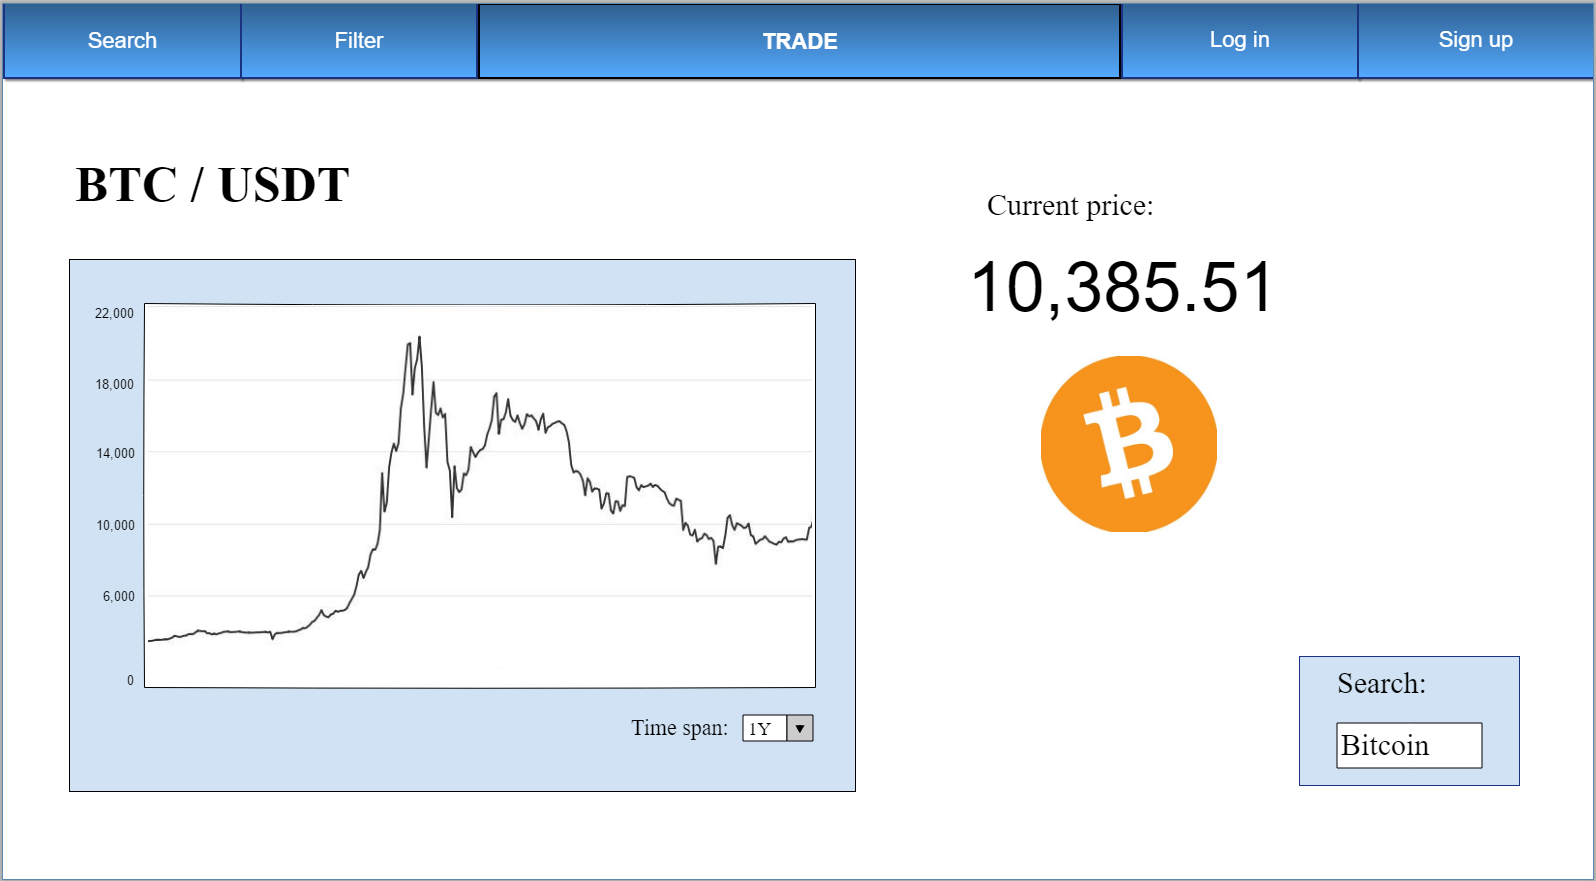 Search
Filter
TRADE
Log in
Sign up
BTC / USDT
Current price:
10,385.51
22,000
18,000
14,000
10,000
6,000
0
Time span: 1Y
Search:
Bitcoin